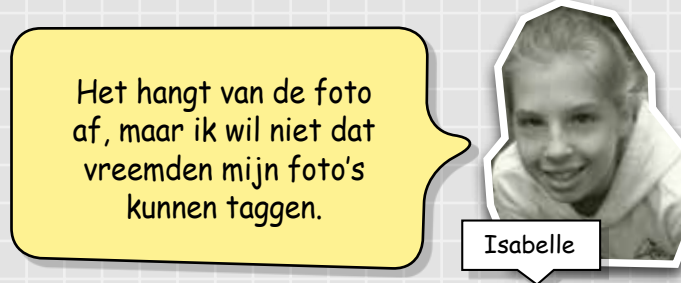 Het hangt van de foto
af, maar ik wil niet dat
vreemden mijn foto's
kunnen taggen.
Isabelle